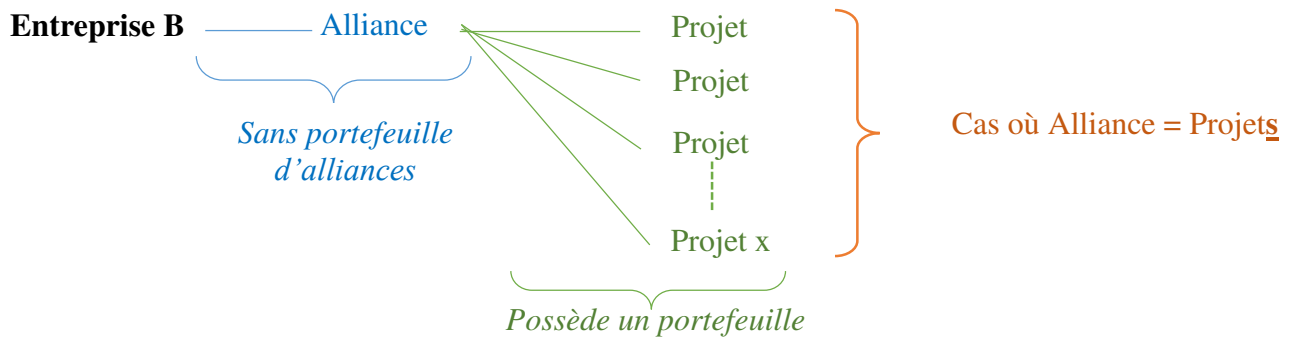 Entreprise B
Alliance
Projet
Projet
Projet
Projet x
Sans portefeuille
d'alliances
Possède un portefeuille
Cas où Alliance = Projets